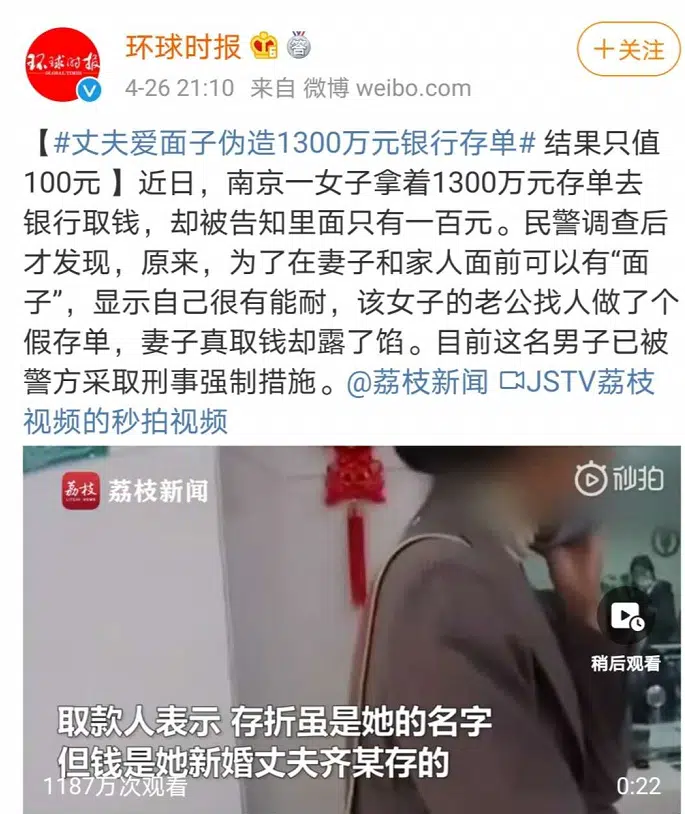 环球时报
环球时报
GLOBAL TIMES
+关注
4-26 21:10 来自 微博 weibo.com
【#丈夫爱面子伪造1300万元银行存单# 结果只值
100元 】近日，南京一女子拿着1300万元存单去
银行取钱，却被告知里面只有一百元。民警调查后
才发现，原来，为了在妻子和家人面前可以有“面
子”，显示自己很有能耐，该女子的老公找人做了个
假存单，妻子真取钱却露了馅。目前这名男子已被
警方采取刑事强制措施。@荔枝新闻 JSTV荔枝
视频的秒拍视频
荔枝
荔枝新闻
秒拍
稍后观看
取款人表示 存折虽是她的名字
但钱是她新婚丈夫齐某存的
1187万次观看
0:22